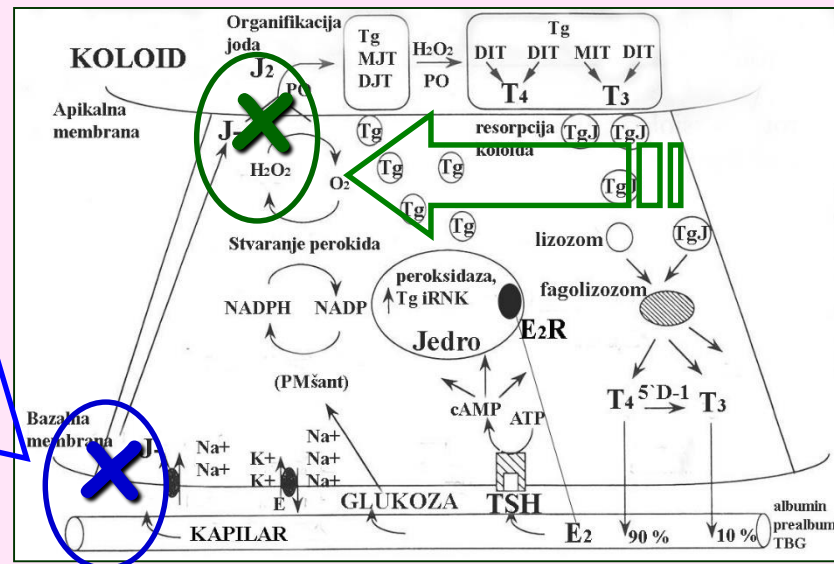 KOLOID
Organifikacija
joda
J2
PO
Tg
MJT
DJT
H2O2
PO
Tg
DIT DIT MIT DIT
T4 T3
Apikalna
membrana
J-
H2O2
O2
Tg
Tg
Tg
Tg
Tg
resorpcija
koloida
TgJ
TgJ
TgJ
TgJ
lizozom
fagolizozom
Stvaranje perokida
NADPH NADP
(PMšant)
peroksidaza,
Tg iRNK
Jedro
E2R
cAMP
ATP
T4 5`D-1 T3
Bazalna
membrana
J-
Na+
Na+
K+
K+
E
Na+
Na+
Na+
GLUKOZA
TSH
KAPILAR
E2
90 %
10 %
albumin
prealbum
TBG